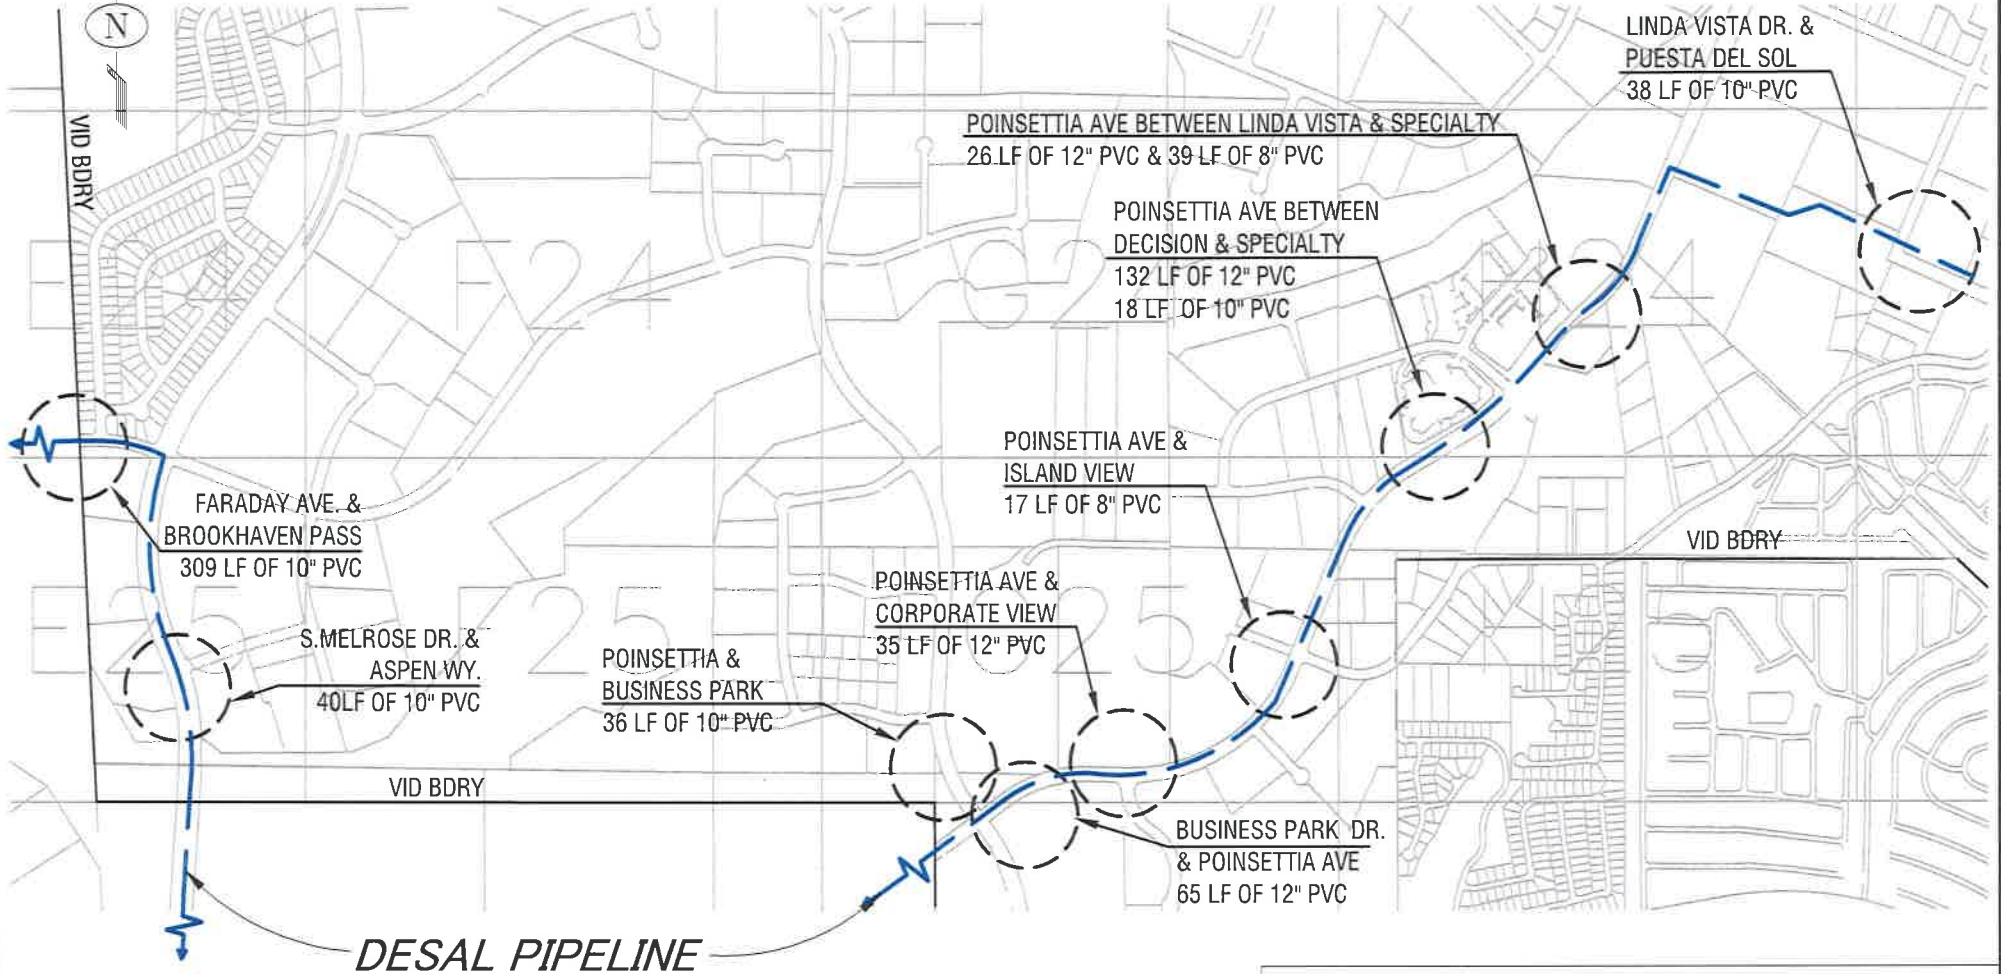 N
LINDA VISTA DR. &
PUESTA DEL SOL
38 LF OF 10" PVC
VID BDRY
POINSETTIA AVE BETWEEN LINDA VISTA & SPECIALTY
26 LF OF 12" PVC & 39 LF OF 8" PVC
POINSETTIA AVE BETWEEN
DECISION & SPECIALTY
132 LF OF 12" PVC
18 LF OF 10" PVC
F24
POINSETTIA AVE &
ISLAND VIEW
17 LF OF 8" PVC
FARADAY AVE. &
BROOKHAVEN PASS
309 LF OF 10" PVC
VID BDRY
POINSETTIA AVE &
CORPORATE VIEW
35 LF OF 12" PVC
E25
F25
G25
S.MELROSE DR. &
ASPEN WY.
40LF OF 10" PVC
POINSETTIA &
BUSINESS PARK
36 LF OF 10" PVC
VID BDRY
BUSINESS PARK DR.
& POINSETTIA AVE
65 LF OF 12" PVC
DESAL PIPELINE